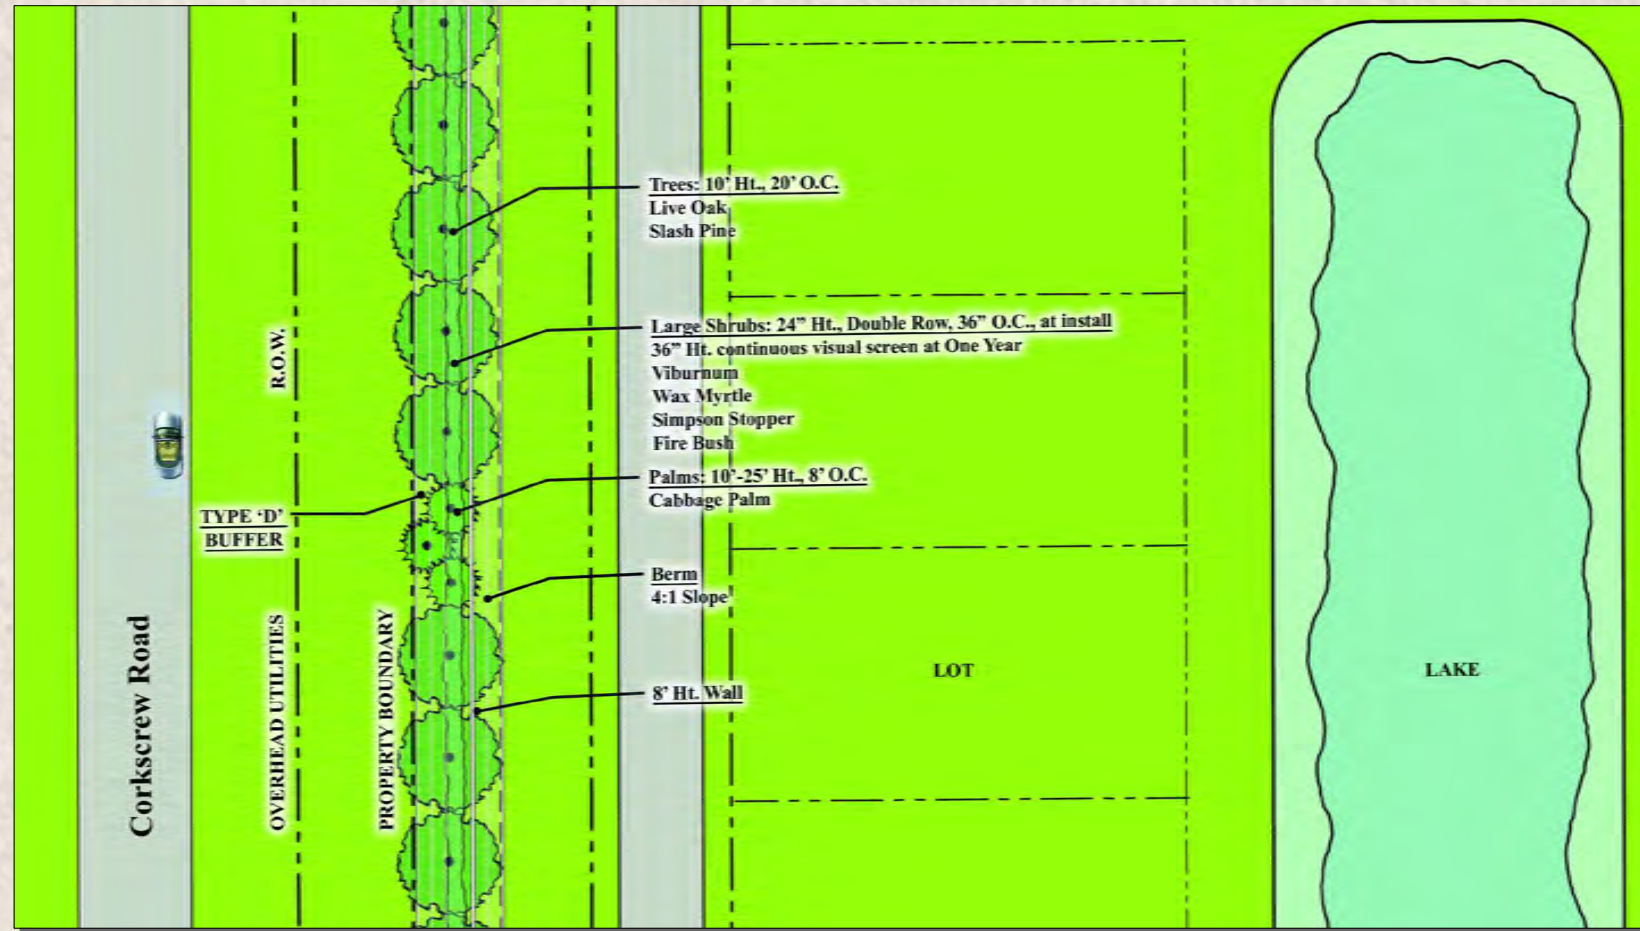 Trees: 10’ Ht., 20’ O.C.
Live Oak
Slash Pine
R.O.W.
Large Shrubs: 24” Ht., Double Row, 36” O.C., at install
36” Ht. continuous visual screen at One Year
Viburnum
Wax Myrtle
Simpson Stopper
Fire Bush
Palms: 10’-25’ Ht., 8’ O.C.
Cabbage Palm
TYPE ‘D’
BUFFER
Berm
4:1 Slope
Corkscrew Road
OVERHEAD UTILITIES
PROPERTY BOUNDARY
8’ Ht. Wall
LOT
LAKE